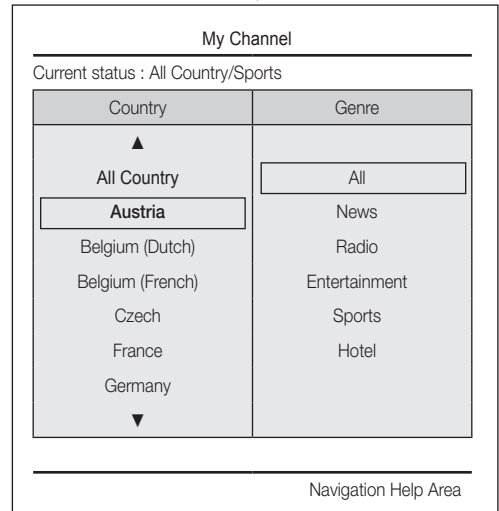 My Channel
Current status : All Country/Sports
Country Genre
▲
All Country All
Austria News
Belgium (Dutch) Radio
Belgium (French) Entertainment
Czech Sports
France Hotel
Germany
▼
Navigation Help Area